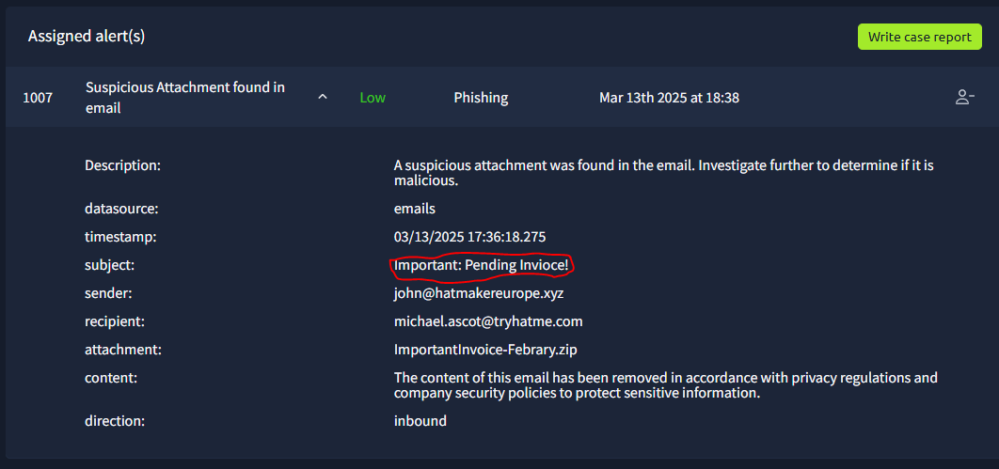 Assigned alert(s)
Write case report
1007
Suspicious Attachment found in
email
Low
Phishing
Mar 13th 2025 at 18:38
Description:
A suspicious attachment was found in the email. Investigate further to determine if it is
malicious.
datasource:
emails
timestamp:
03/13/2025 17:36:18.275
subject:
Important: Pending Invioce!
sender:
john@hatmakereurope.xyz
recipient:
michael.ascot@tryhatme.com
attachment:
ImportantInvoice-Febrary.zip
content:
The content of this email has been removed in accordance with privacy regulations and
company security policies to protect sensitive information.
direction:
inbound